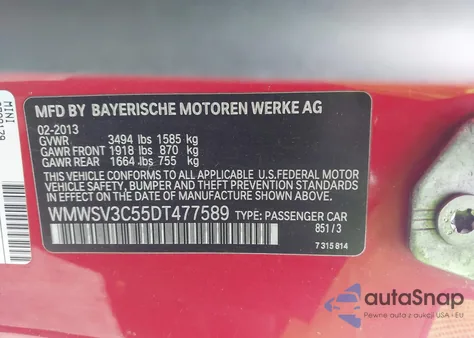 MFD BY BAYERISCHE MOTOREN WERKE AG
02-2013
GVWR 3494 lbs 1585 kg
GAWR FRONT 1918 lbs 870 kg
GAWR REAR 1664 lbs 755 kg
THIS VEHICLE CONFORMS TO ALL APPLICABLE
U.S.FEDERAL MOTOR VEHICLE SAFETY, BUMPER, AND
THEFT PREVENTION STANDARDS IN EFFECT ON THE
DATE OF MANUFACTURE SHOWN ABOVE.
WMWSV3C55DT477589 TYPE: PASSENGER CAR
851/3
7 315 814
MINI
autoSnap
Pewne auta z aukcji USA i EU